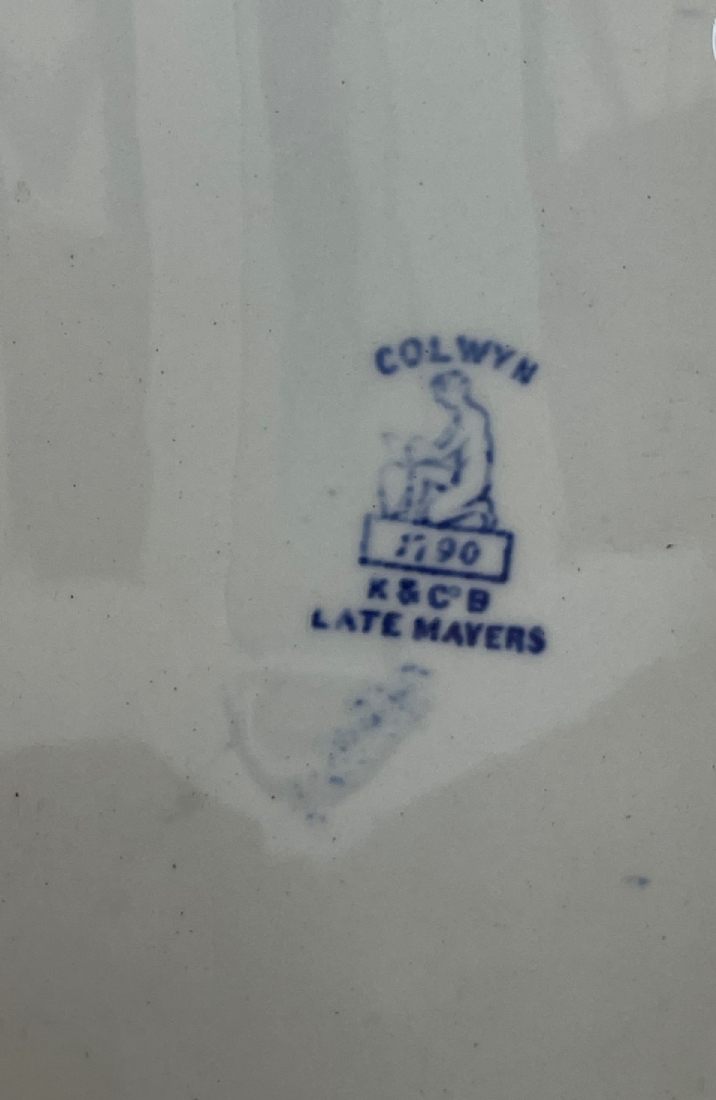 COLWYN
1790
K & Cº B
LATE MAYERS